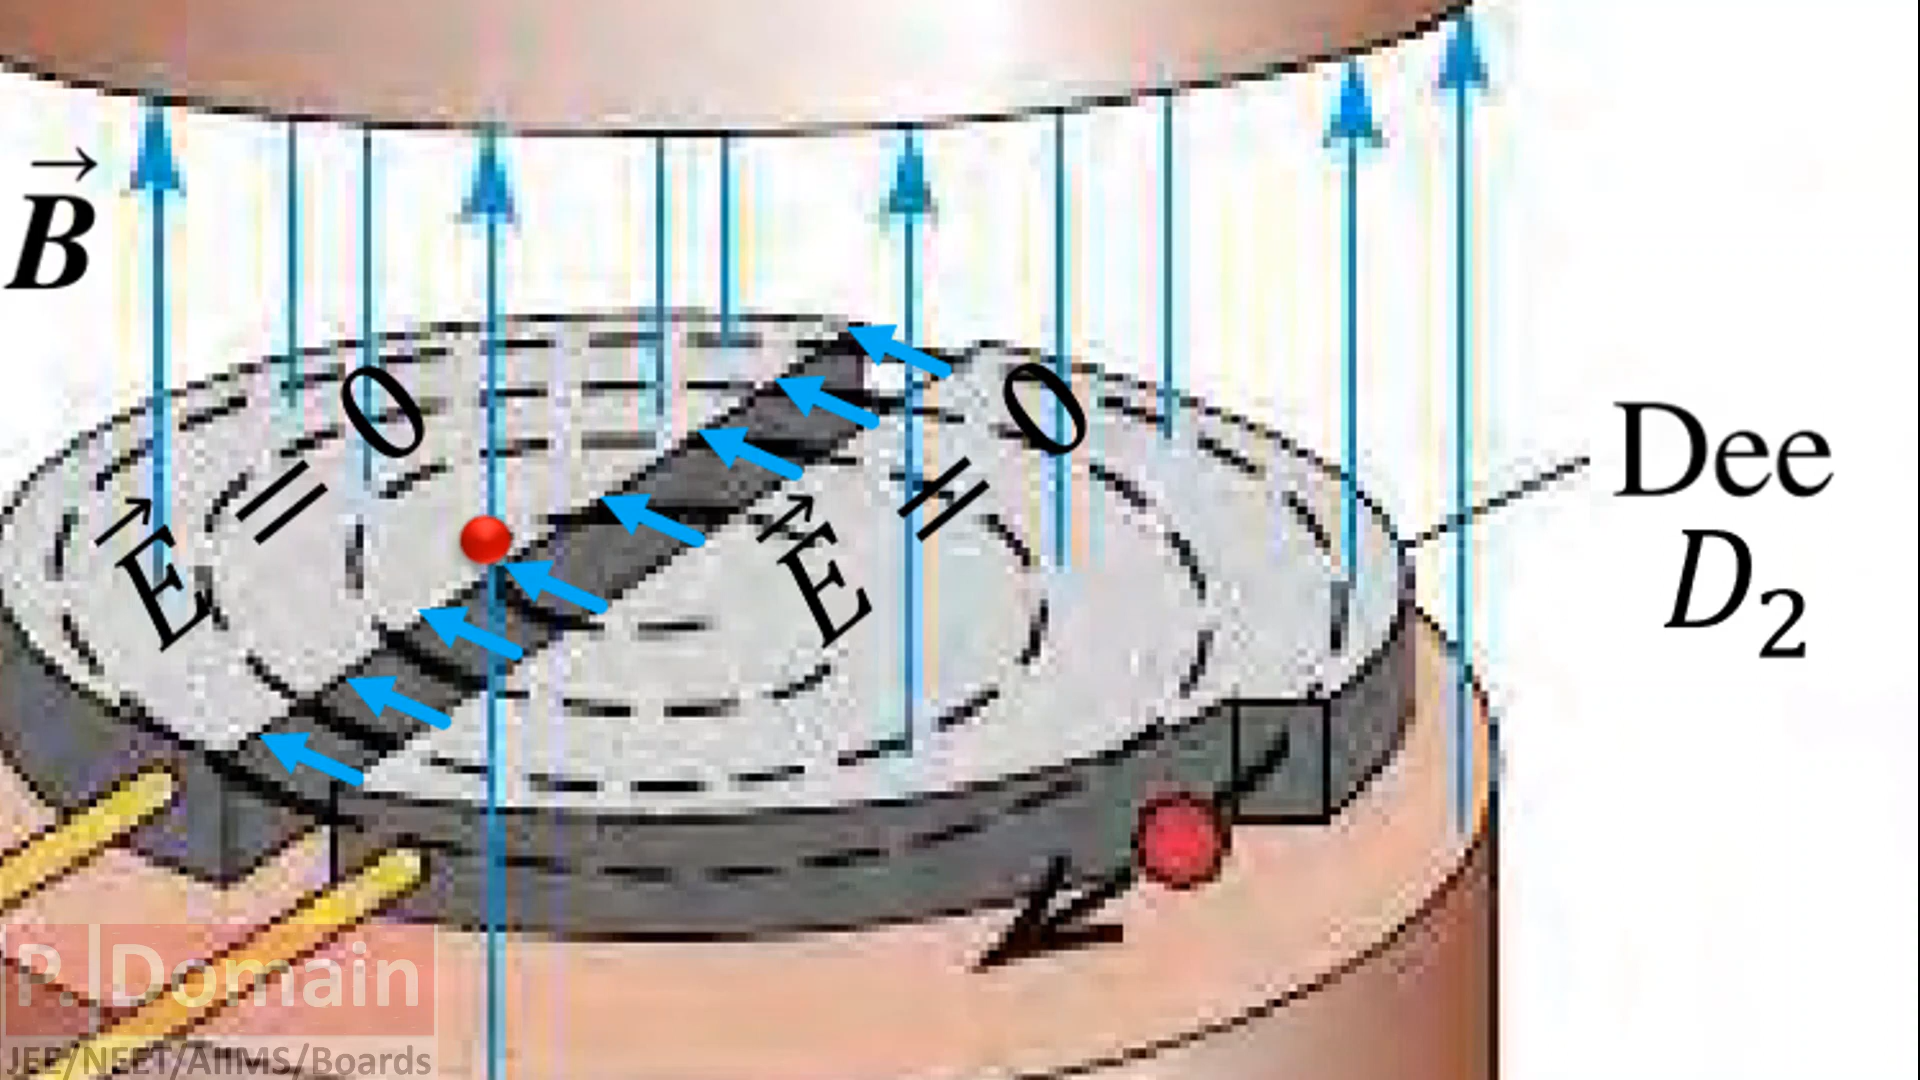 B⃗
E⃗ = 0
E⃗ = 0
Dee
D₂
P. Domain
JEE/NEET/AIIMS/Boards